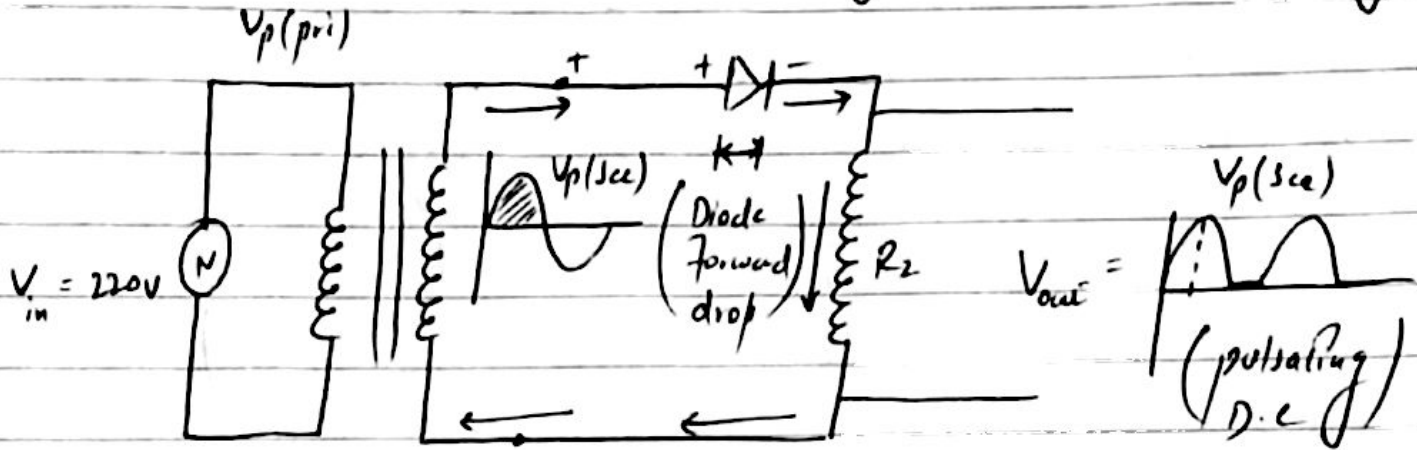 Vp(pri)
+ + -
Vp(sec)
(Diode
Forward
drop)
R2
Vin = 220V
N
Vout =
Vp(sec)
(pulsating
D.C)